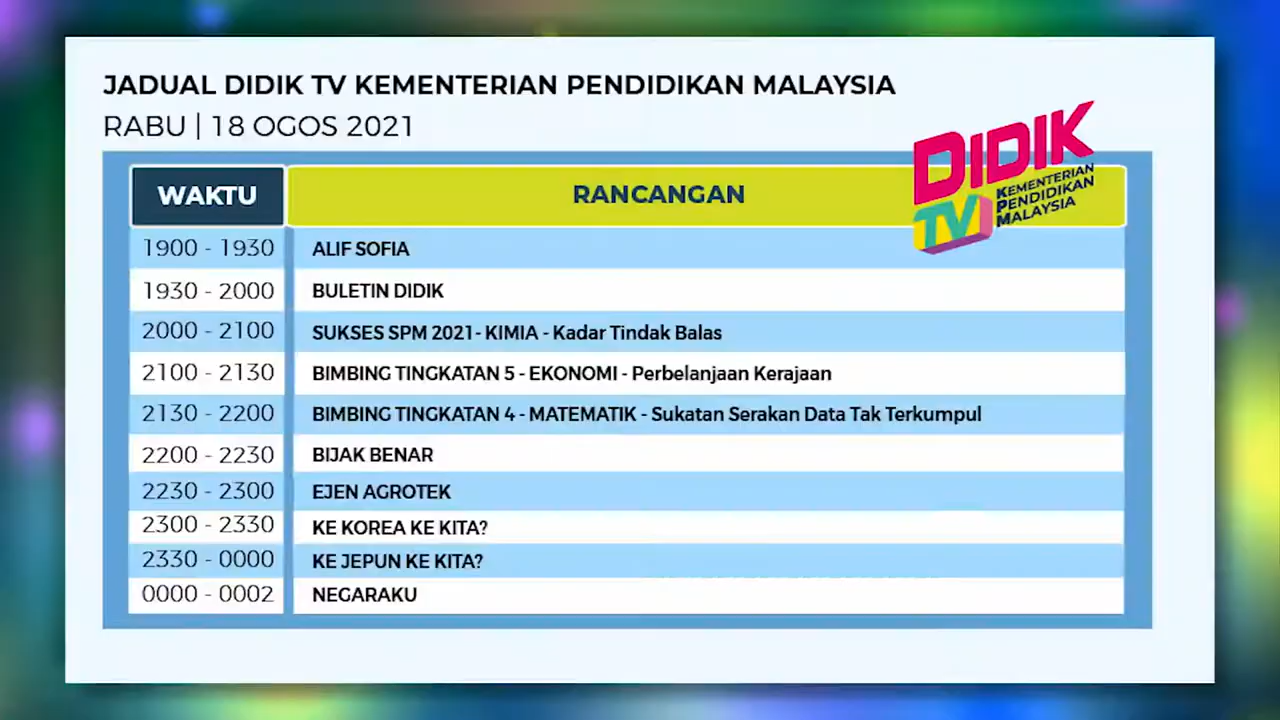 JADUAL DIDIK TV KEMENTERIAN PENDIDIKAN MALAYSIA
RABU | 18 OGOS 2021
DIDIK
TV
KEMENTERIAN
PENDIDIKAN
MALAYSIA
WAKTU RANCANGAN
1900 - 1930 ALIF SOFIA
1930 - 2000 BULETIN DIDIK
2000 - 2100 SUKSES SPM 2021- KIMIA - Kadar Tindak Balas
2100 - 2130 BIMBING TINGKATAN 5 - EKONOMI - Perbelanjaan Kerajaan
2130 - 2200 BIMBING TINGKATAN 4 - MATEMATIK - Sukatan Serakan Data Tak Terkumpul
2200 - 2230 BIJAK BENAR
2230 - 2300 EJEN AGROTEK
2300 - 2330 KE KOREA KE KITA?
2330 - 0000 KE JEPUN KE KITA?
0000 - 0002 NEGARAKU